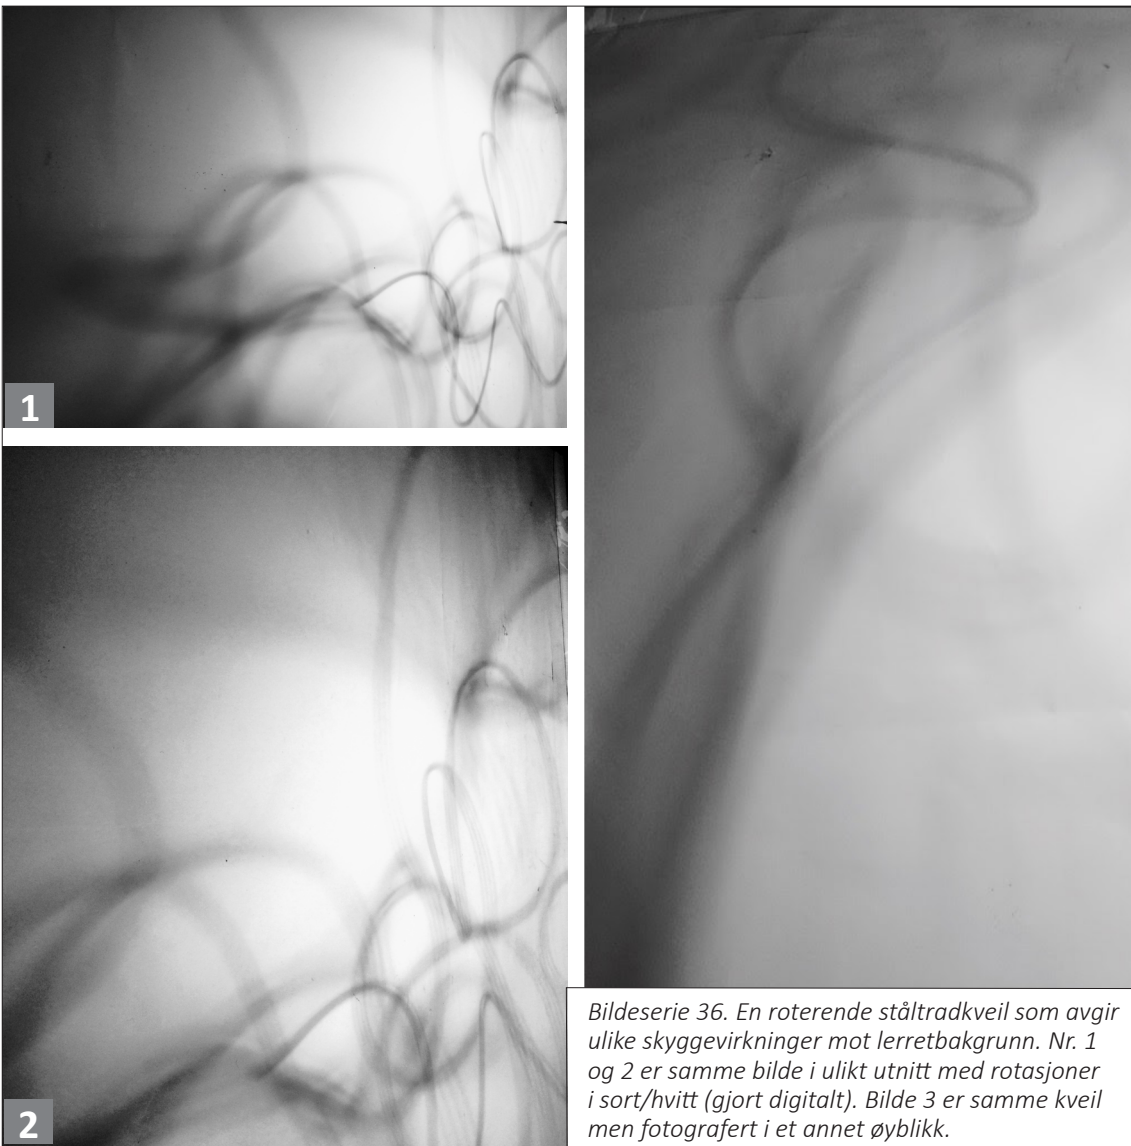 1
2
Bildeserie 36. En roterende ståltradkveil som avgir
ulike skyggevirkninger mot lerretbakgrunn. Nr. 1
og 2 er samme bilde i ulikt utnitt med rotasjoner
i sort/hvitt (gjort digitalt). Bilde 3 er samme kveil
men fotografert i et annet øyblikk.